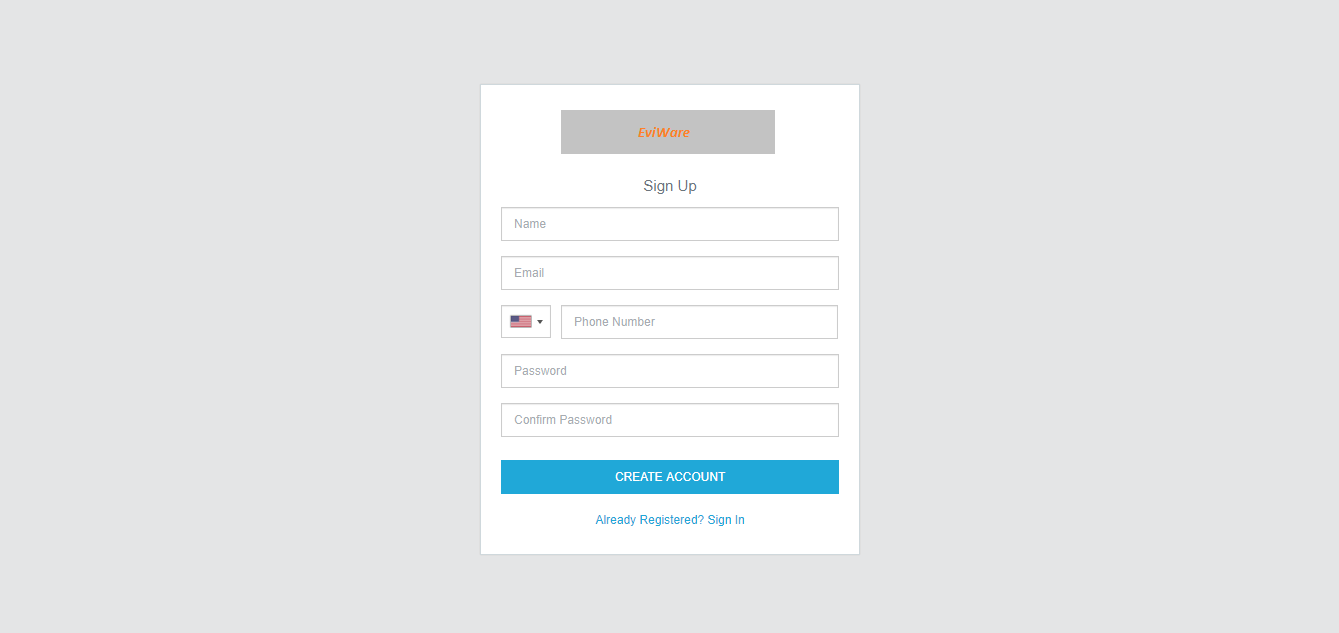 EviWare
Sign Up
Name
Email
Phone Number
Password
Confirm Password
CREATE ACCOUNT
Already Registered? Sign In